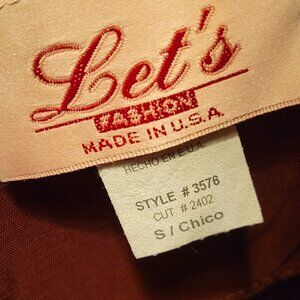 Let's
FASHION
MADE IN U.S.A.
HECHO EN E.U.A.
STYLE # 3576
CUT # 2402
S / Chico